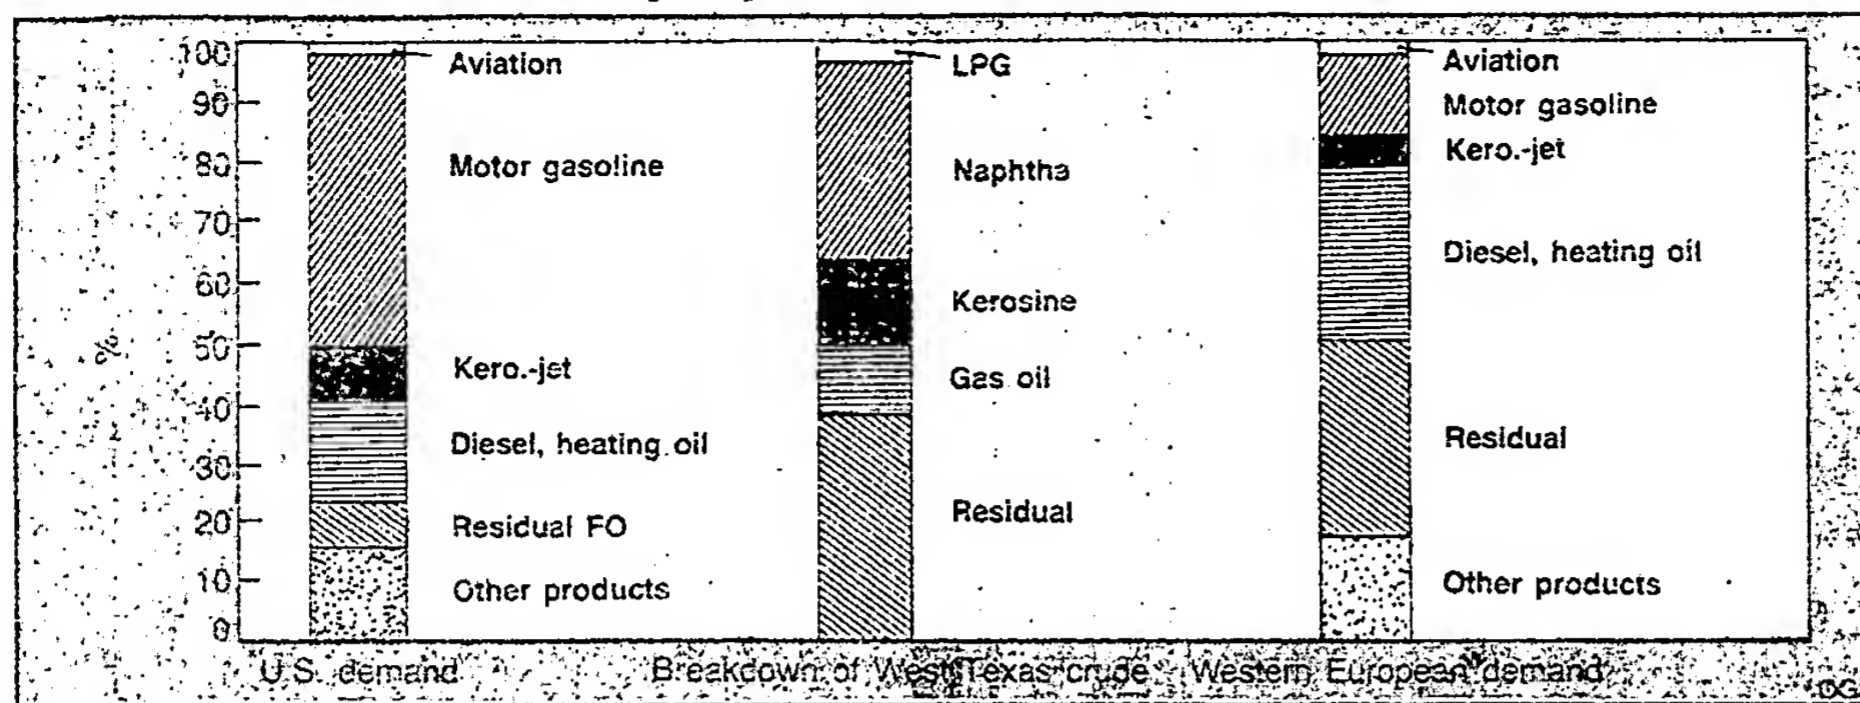 100
90
80
70
60
50
40
30
20
10
0
%
Aviation
Motor gasoline
Kero.-jet
Diesel, heating oil
Residual FO
Other products
U.S. demand
LPG
Naphtha
Kerosine
Gas oil
Residual
Breakdown of West Texas crude
Aviation
Motor gasoline
Kero.-jet
Diesel, heating oil
Residual
Other products
Western European demand